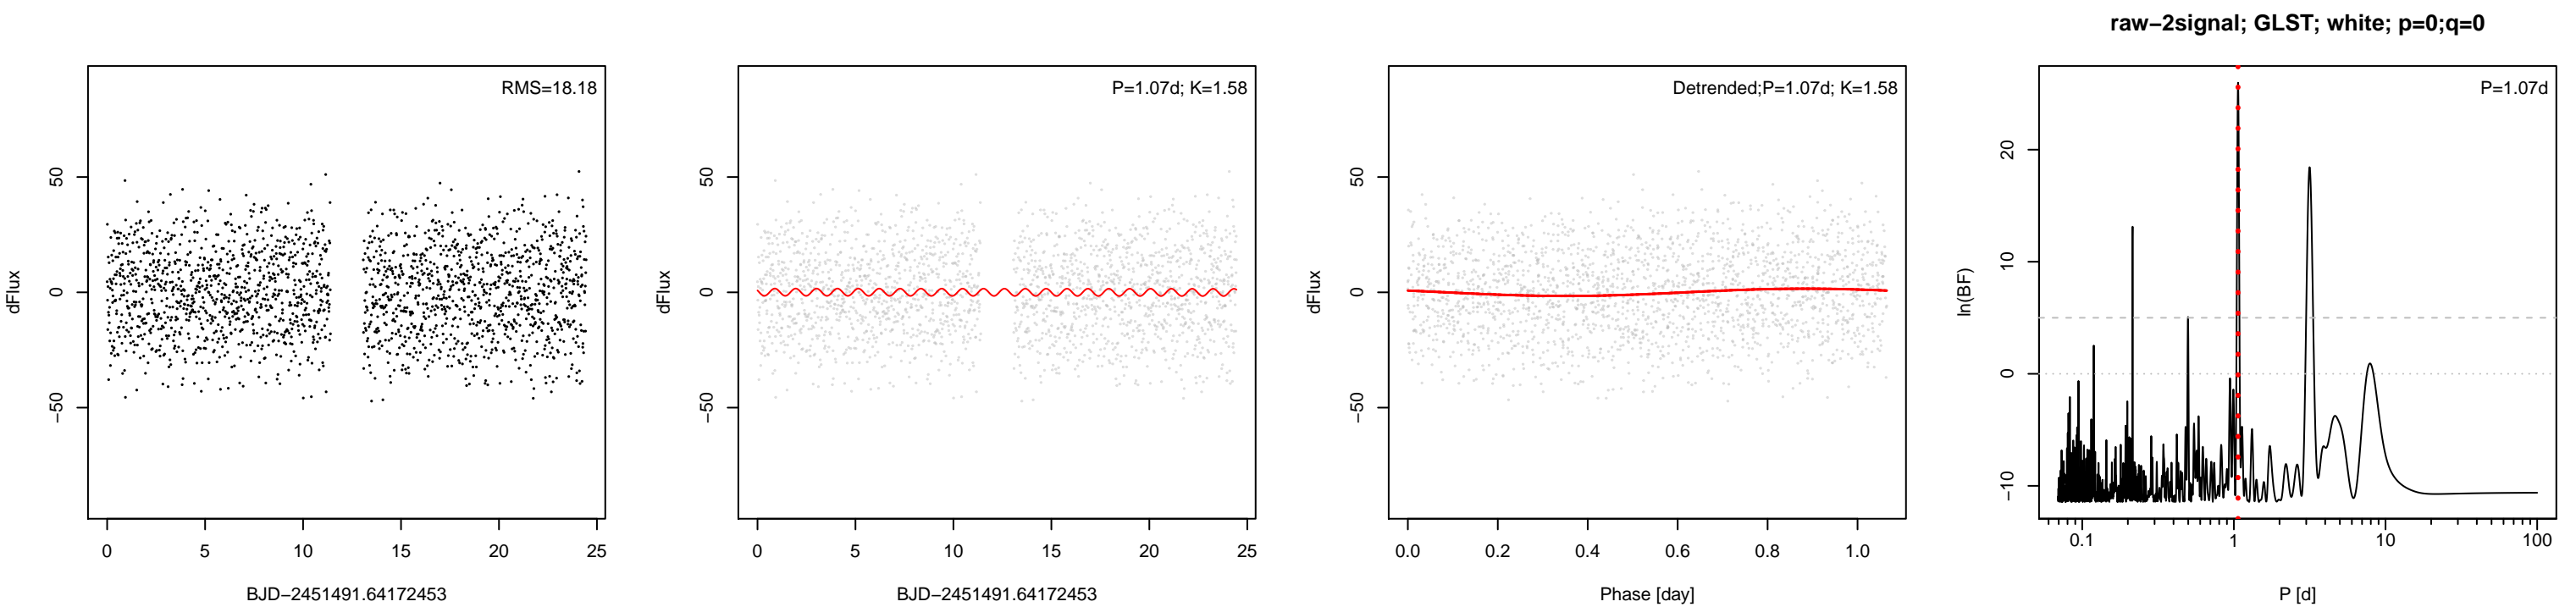 raw−2signal; GLST; white; p=0;q=0
RMS=18.18
dFlux
50
0
−50
0 5 10 15 20 25
BJD−2451491.64172453
P=1.07d; K=1.58
dFlux
50
0
−50
0 5 10 15 20 25
BJD−2451491.64172453
Detrended;P=1.07d; K=1.58
dFlux
50
0
−50
0.0 0.2 0.4 0.6 0.8 1.0
Phase [day]
P=1.07d
ln(BF)
20
10
0
−10
0.1 1 10 100
P [d]